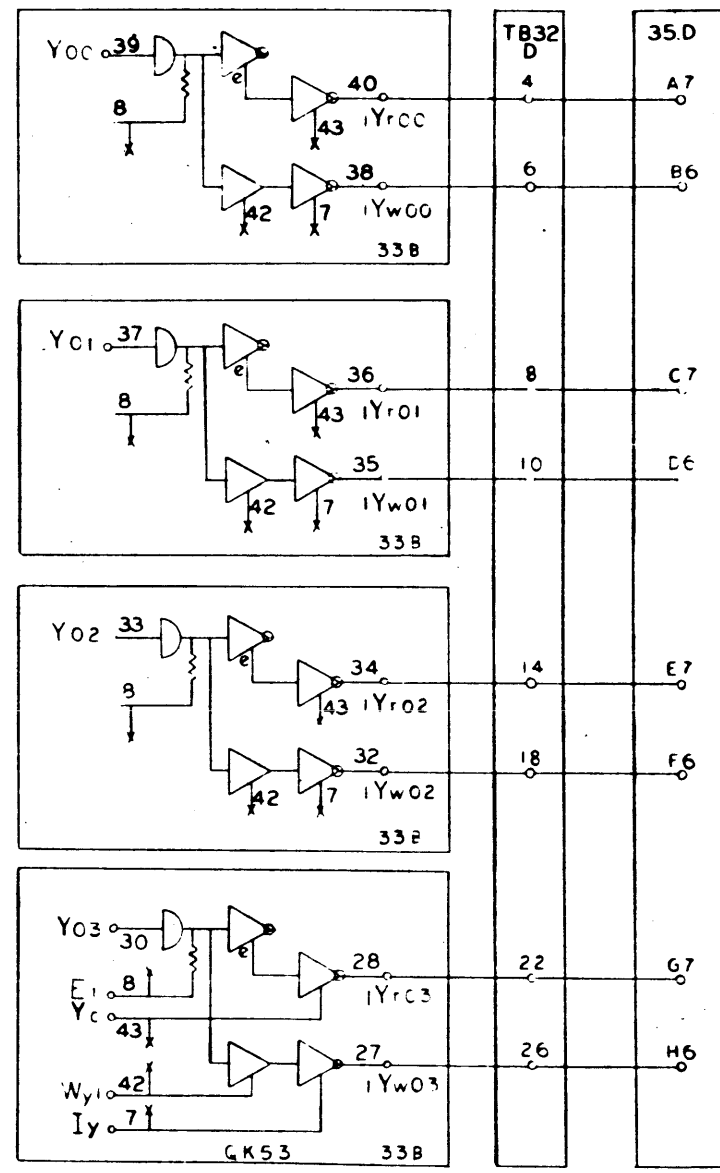 TB32
D
35.D
Y00 39
e
8
40
43
1Yr00
4
A7
38
42
7
1Yw00
6
B6
33B
Y01 37
e
8
36
43
1Yr01
8
C7
35
42
7
1Yw01
10
D6
33B
Y02 33
e
8
34
43
1Yr02
14
E7
32
42
7
1Yw02
18
F6
33B
Y03
30
e
E1 8
Yc
43
28
1Yr03
22
G7
27
1Yw03
26
H6
Wy1 42
Iy 7
GK53 33B